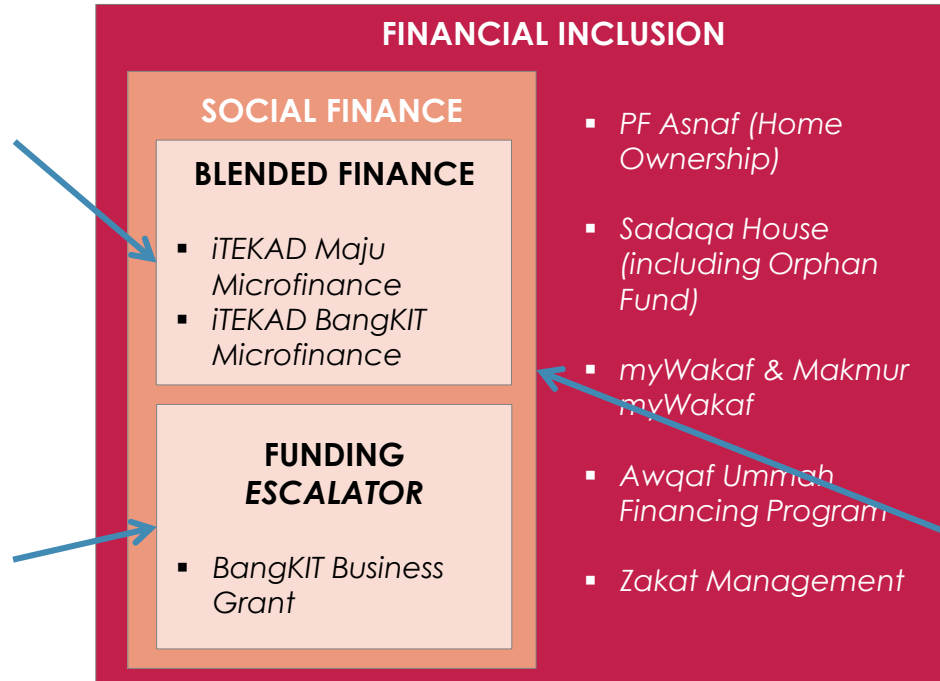 FINANCIAL INCLUSION
SOCIAL FINANCE
BLENDED FINANCE
▪ iTEKAD Maju
Microfinance
▪ iTEKAD BangKIT
Microfinance
FUNDING
ESCALATOR
▪ BangKIT Business
Grant
▪ PF Asnaf (Home
Ownership)
▪ Sadaqa House
(including Orphan
Fund)
▪ myWakaf & Makmur
myWakaf
▪ Awqaf Ummah
Financing Program
▪ Zakat Management